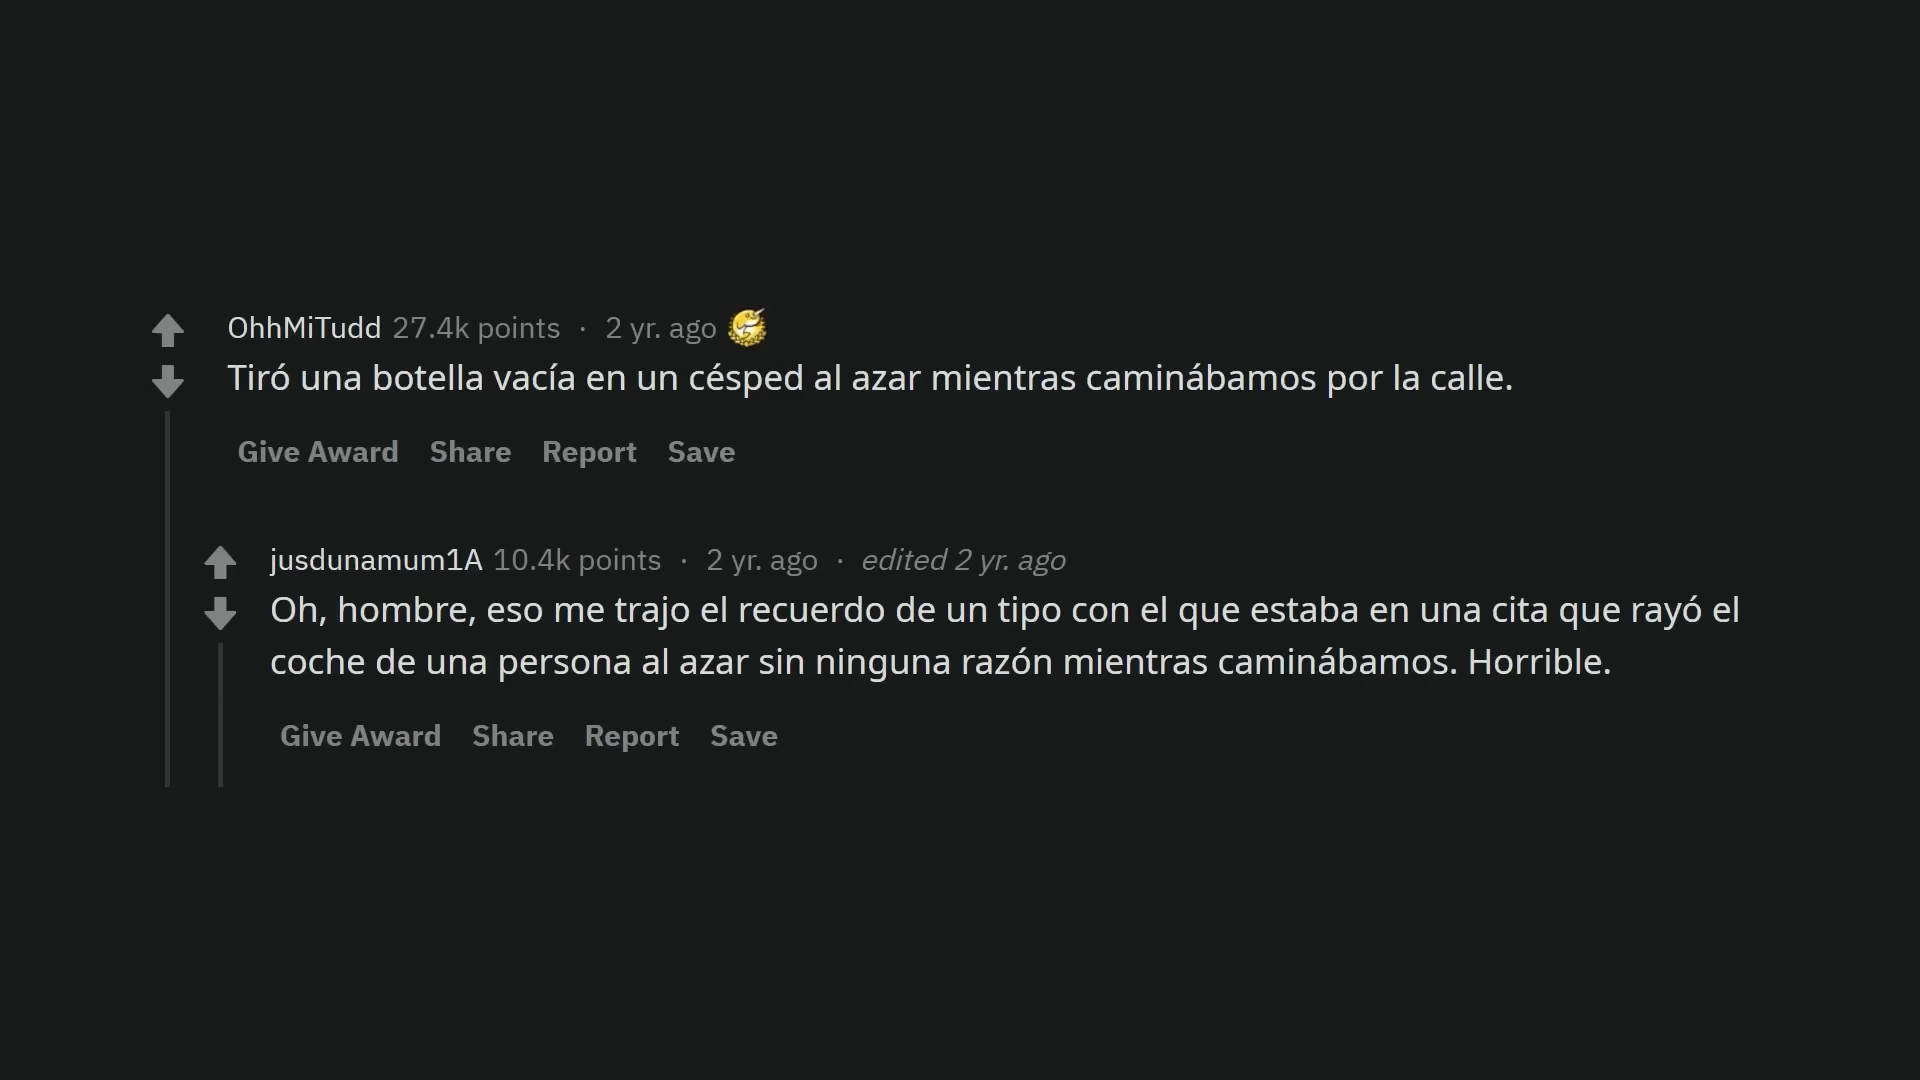 OhhMiTudd 27.4k points · 2 yr. ago
Tiró una botella vacía en un césped al azar mientras caminábamos por la calle.
Give Award Share Report Save
jusdunamum1A 10.4k points · 2 yr. ago · edited 2 yr. ago
Oh, hombre, eso me trajo el recuerdo de un tipo con el que estaba en una cita que rayó el
coche de una persona al azar sin ninguna razón mientras caminábamos. Horrible.
Give Award Share Report Save